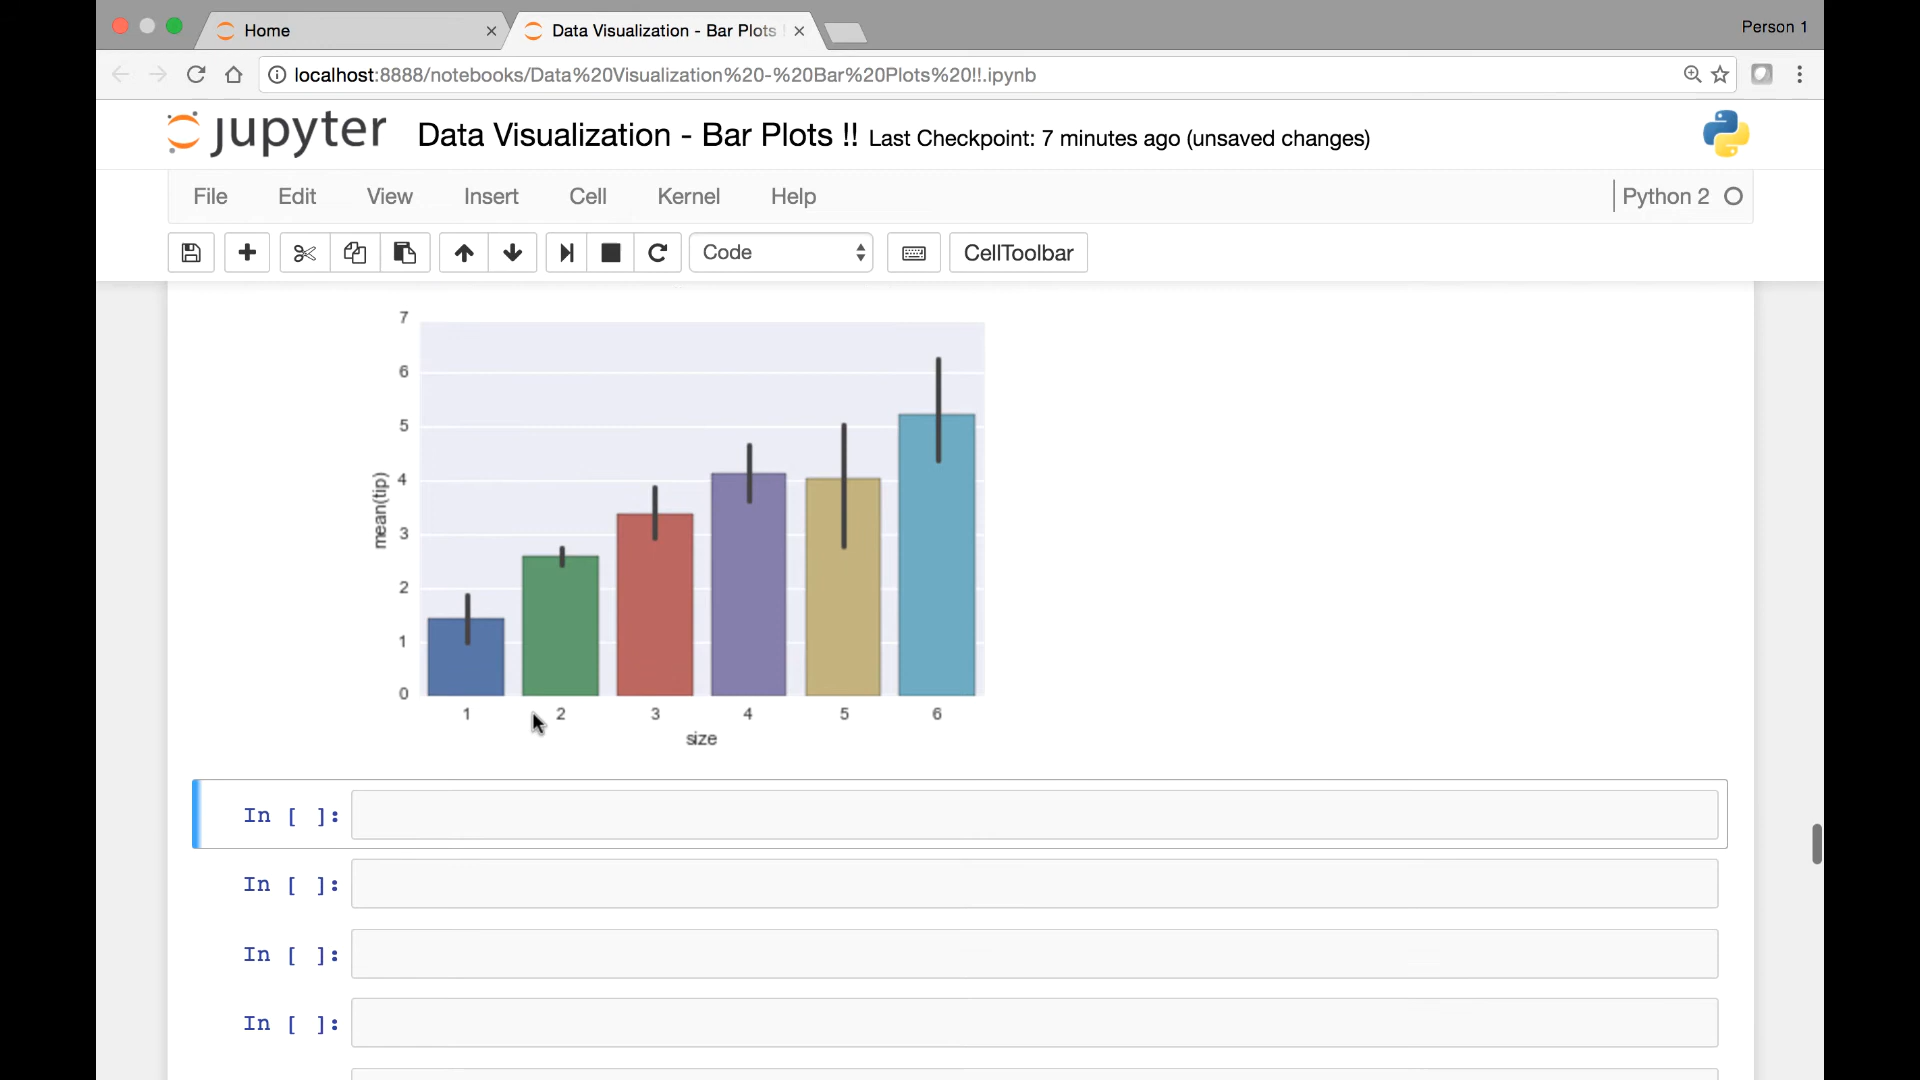 Home
Data Visualization - Bar Plots
Person 1
localhost:8888/notebooks/Data%20Visualization%20-%20Bar%20Plots%20!!.ipynb
jupyter Data Visualization - Bar Plots !! Last Checkpoint: 7 minutes ago (unsaved changes)
File Edit View Insert Cell Kernel Help Python 2
Code CellToolbar
7
6
5
4
3
2
1
0
mean(tip)
1 2 3 4 5 6
size
In [ ]:
In [ ]:
In [ ]:
In [ ]: